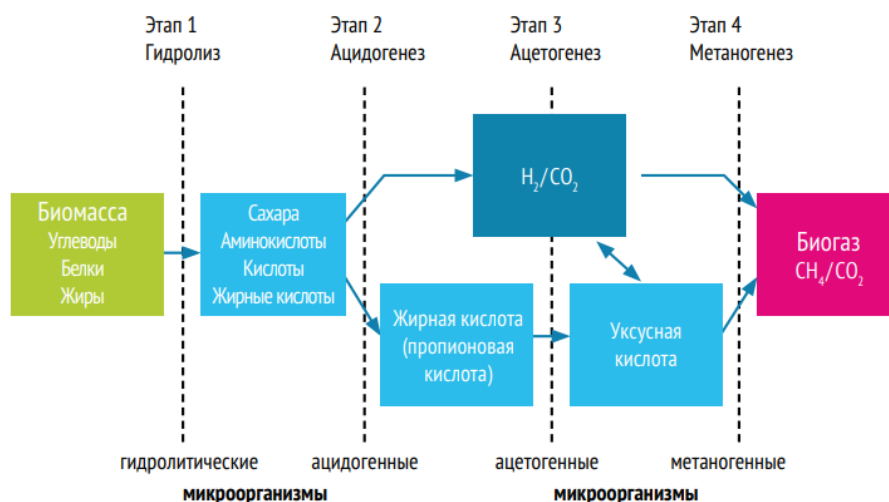 Этап 1
Гидролиз
Этап 2
Ацидогенез
Этап 3
Ацетогенез
Этап 4
Метаногенез
Биомасса
Углеводы
Белки
Жиры
Сахара
Аминокислоты
Кислоты
Жирные кислоты
H₂/CO₂
Жирная кислота
(пропионовая
кислота)
Уксусная
кислота
Биогаз
CH₄/CO₂
гидролитические
ацидогенные
ацетогенные
метаногенные
микроорганизмы
микроорганизмы